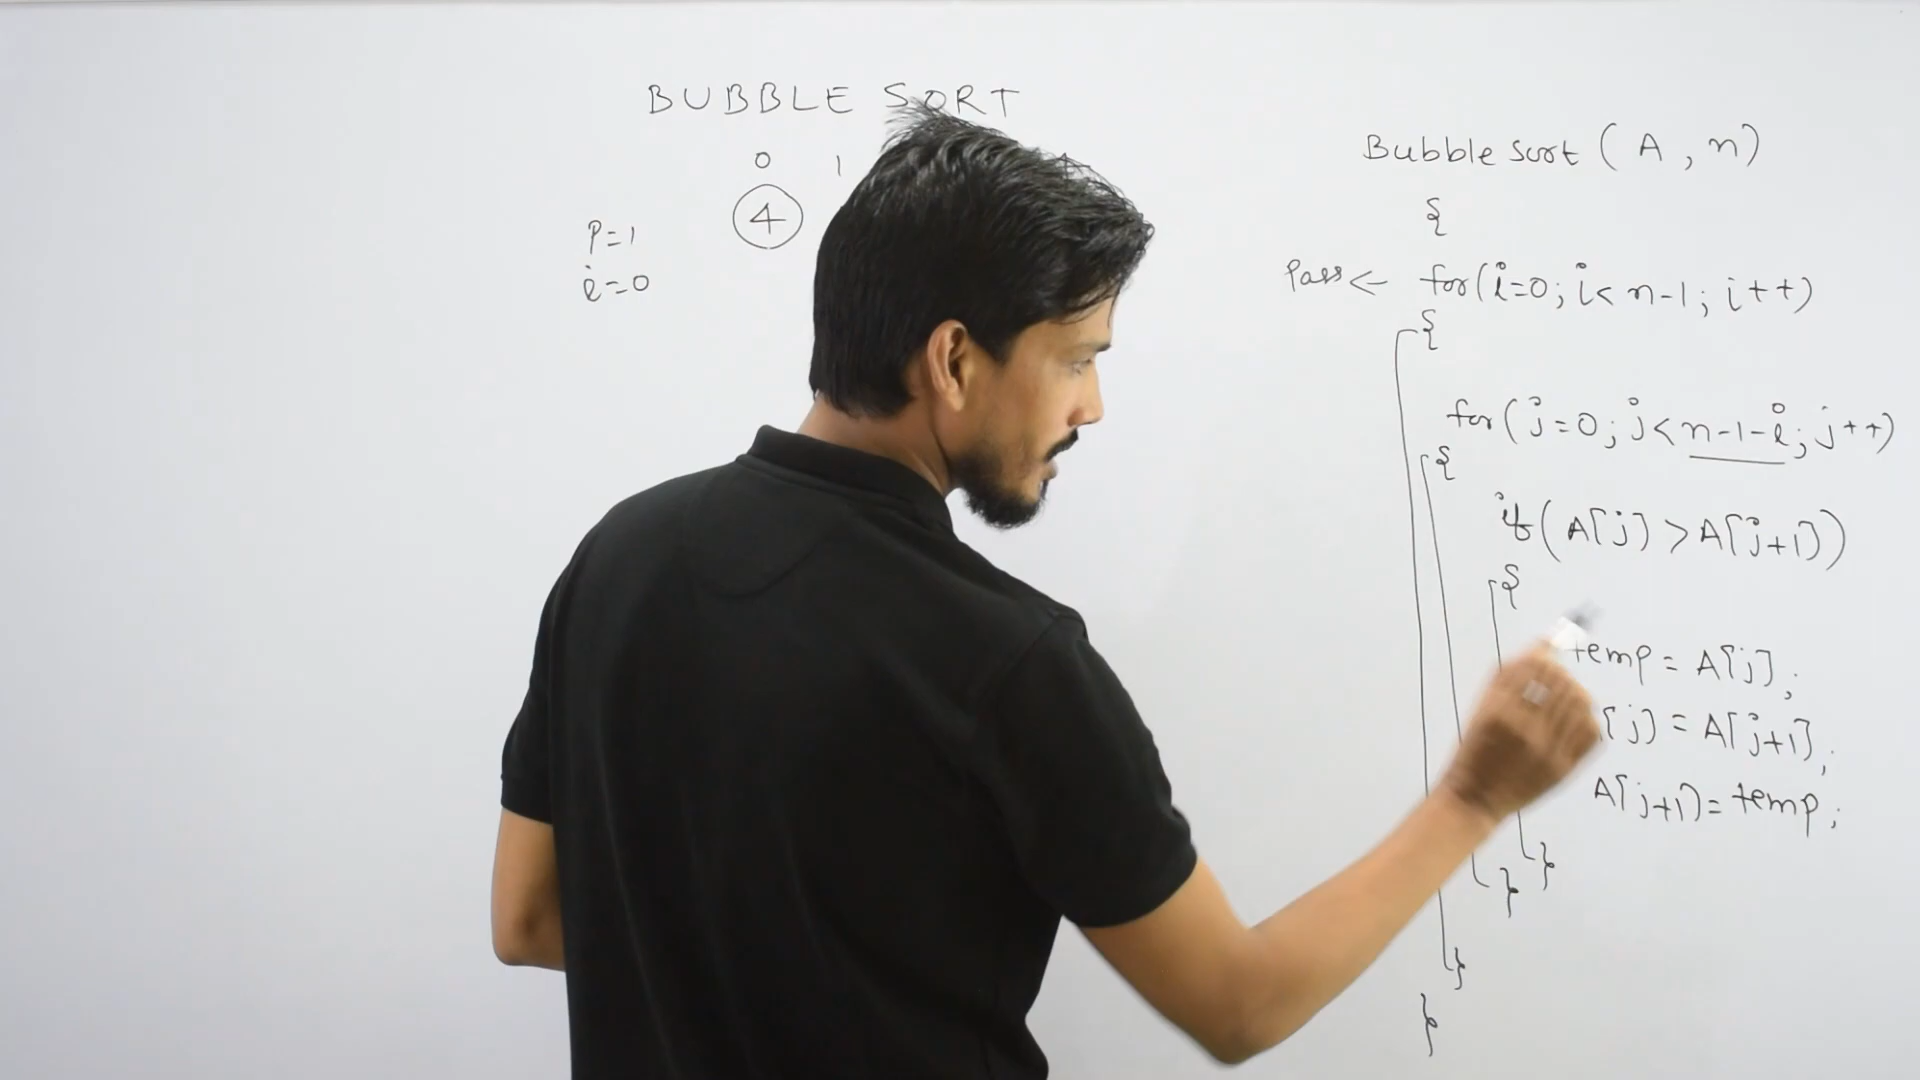 BUBBLE SORT
0 1 4
4
P=1
i=0
Bubble Sort (A, n)
{
Pass ← for(i=0; i< n-1; i++)
{
for(j=0; j<n-1-i; j++)
{
if(A[j] > A[j+1])
{
temp = A[j];
[j] = A[j+1];
A[j+1] = temp;
}
}
}
}